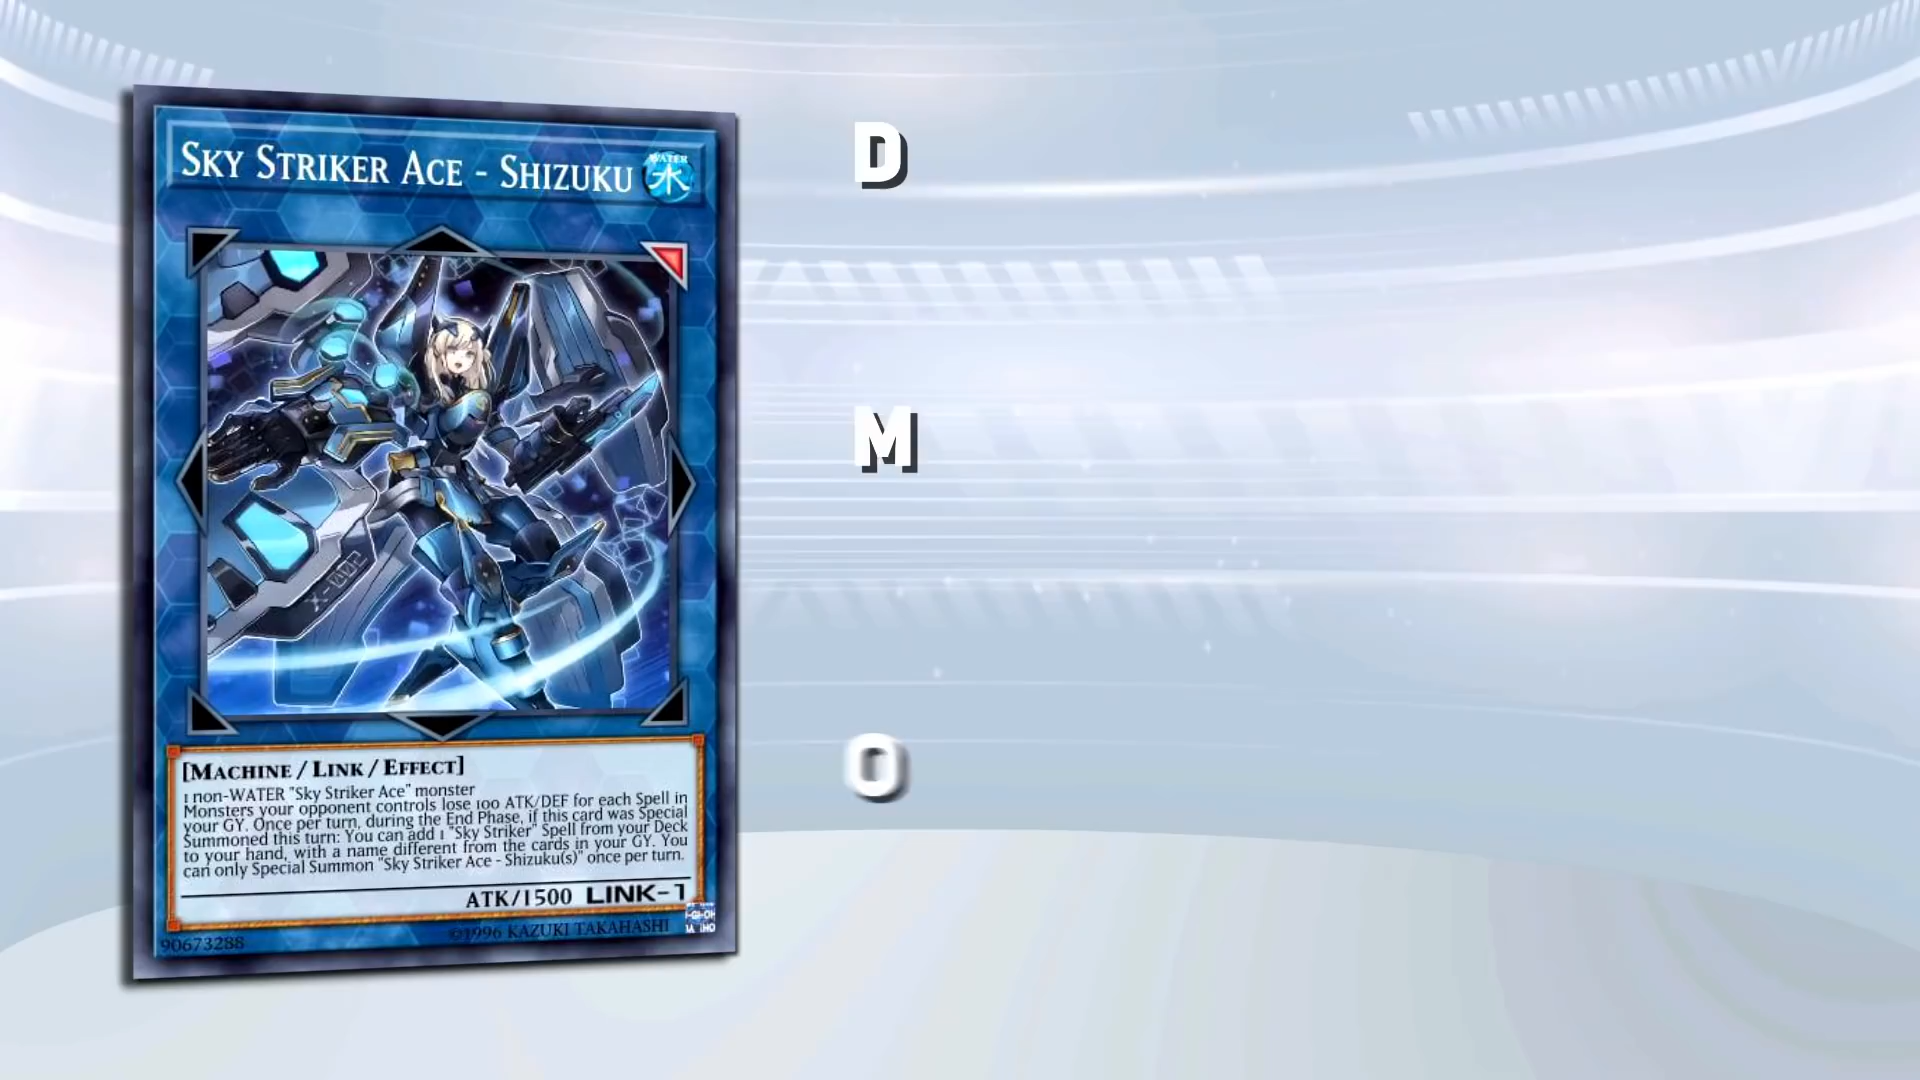 SKY STRIKER ACE - SHIZUKU
WATER
水
D
M
O
X-002
[MACHINE / LINK / EFFECT]
1 non-WATER "Sky Striker Ace" monster
Monsters your opponent controls lose 100 ATK/DEF for each Spell in
your GY. Once per turn, during the End Phase, if this card was Special
Summoned this turn: You can add 1 "Sky Striker" Spell from your Deck
to your hand, with a name different from the cards in your GY. You
can only Special Summon "Sky Striker Ace - Shizuku(s)" once per turn.
ATK/1500 LINK-1
90673288
©1996 KAZUKI TAKAHASHI